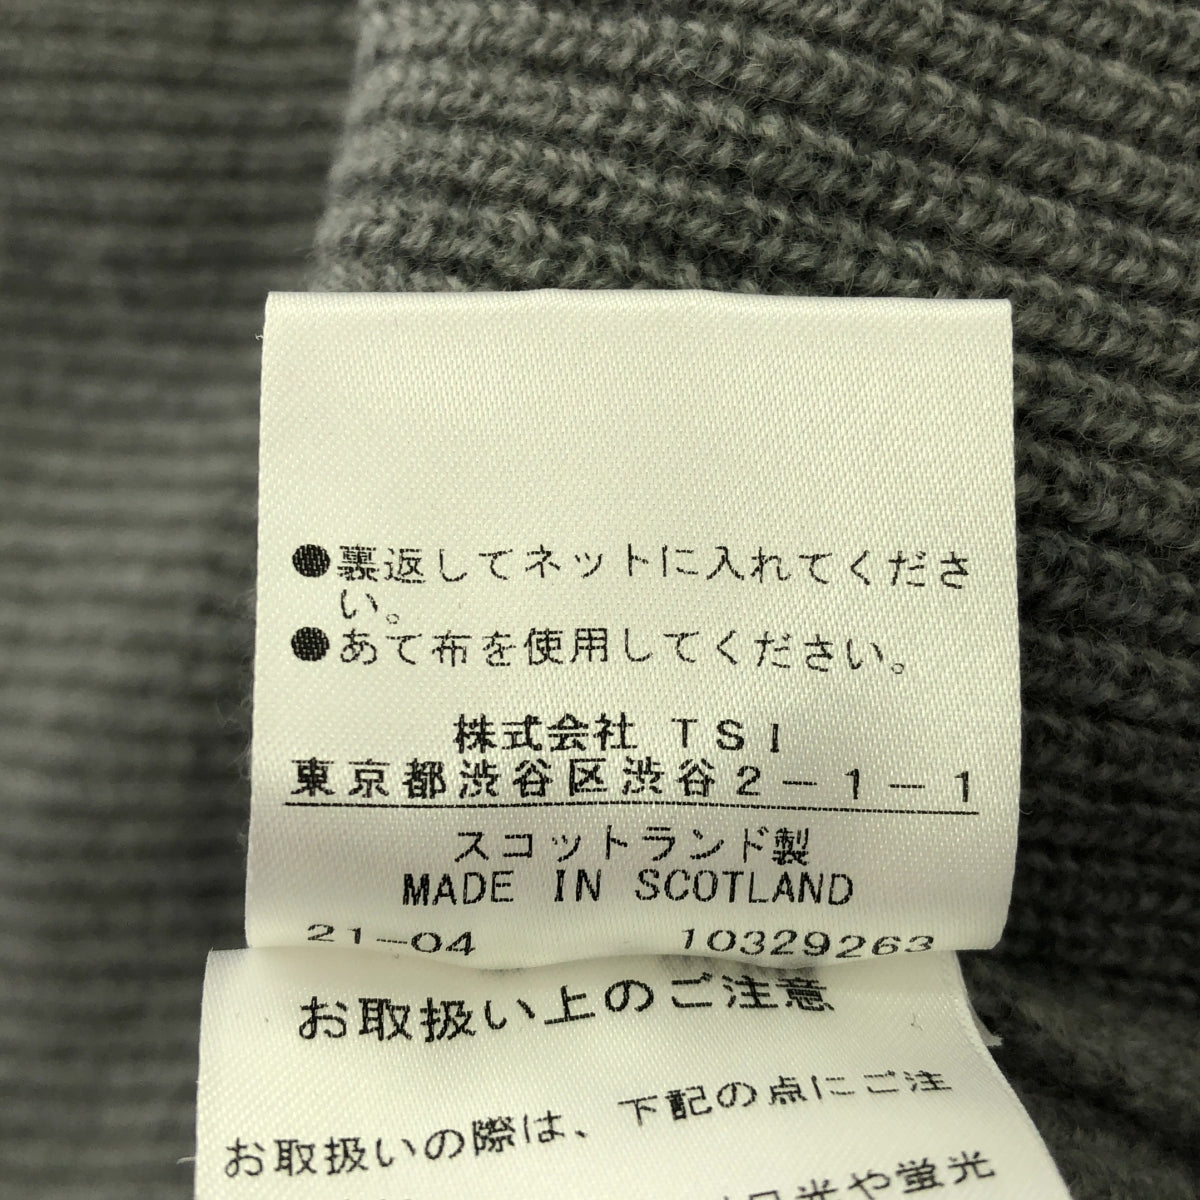 ●裏返してネットに入れてくださ
い。
●あて布を使用してください。
株式会社 TSI
東京都渋谷区渋谷2-1-1
スコットランド製
MADE IN SCOTLAND
21-04 10329263
お取扱い上のご注意
お取扱いの際は、下記の点にご注
光や蛍光